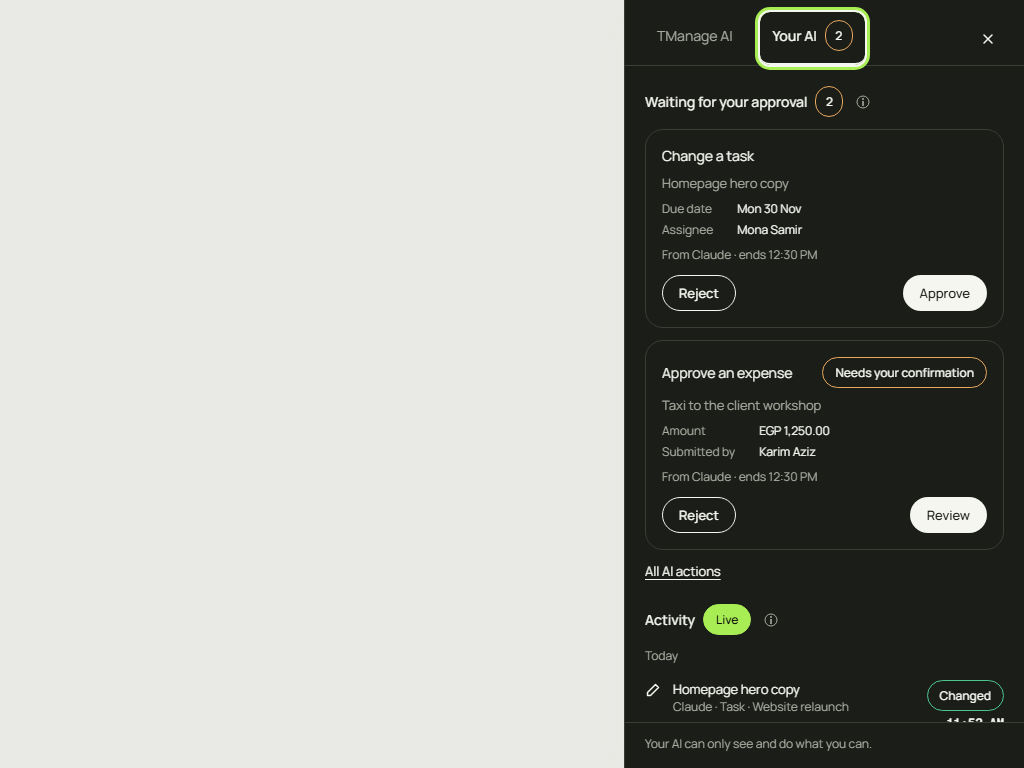 TManage AI
Your AI 2
Waiting for your approval 2
Change a task
Homepage hero copy
Due date Mon 30 Nov
Assignee Mona Samir
From Claude · ends 12:30 PM
Reject Approve
Approve an expense Needs your confirmation
Taxi to the client workshop
Amount EGP 1,250.00
Submitted by Karim Aziz
From Claude · ends 12:30 PM
Reject Review
All AI actions
Activity Live
Today
Homepage hero copy Changed
Claude · Task · Website relaunch
Your AI can only see and do what you can.